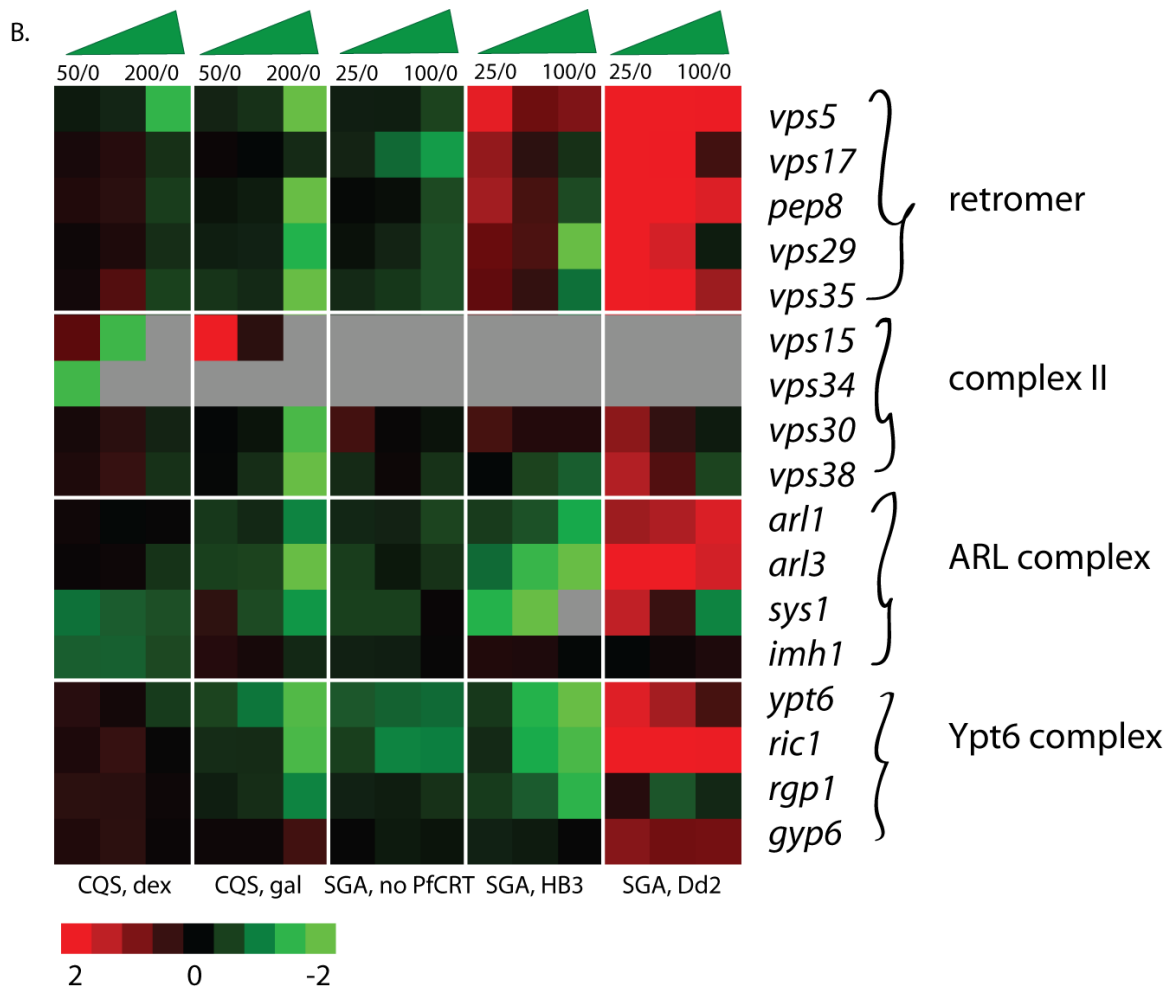 B.
50/0 200/0 50/0 200/0 25/0 100/0 25/0 100/0 25/0 100/0
vps5
vps17
pep8
vps29
vps35
retromer
vps15
vps34
vps30
vps38
complex II
arl1
arl3
sys1
imh1
ARL complex
ypt6
ric1
rgp1
gyp6
Ypt6 complex
CQS, dex CQS, gal SGA, no PfCRT SGA, HB3 SGA, Dd2
2 0 -2